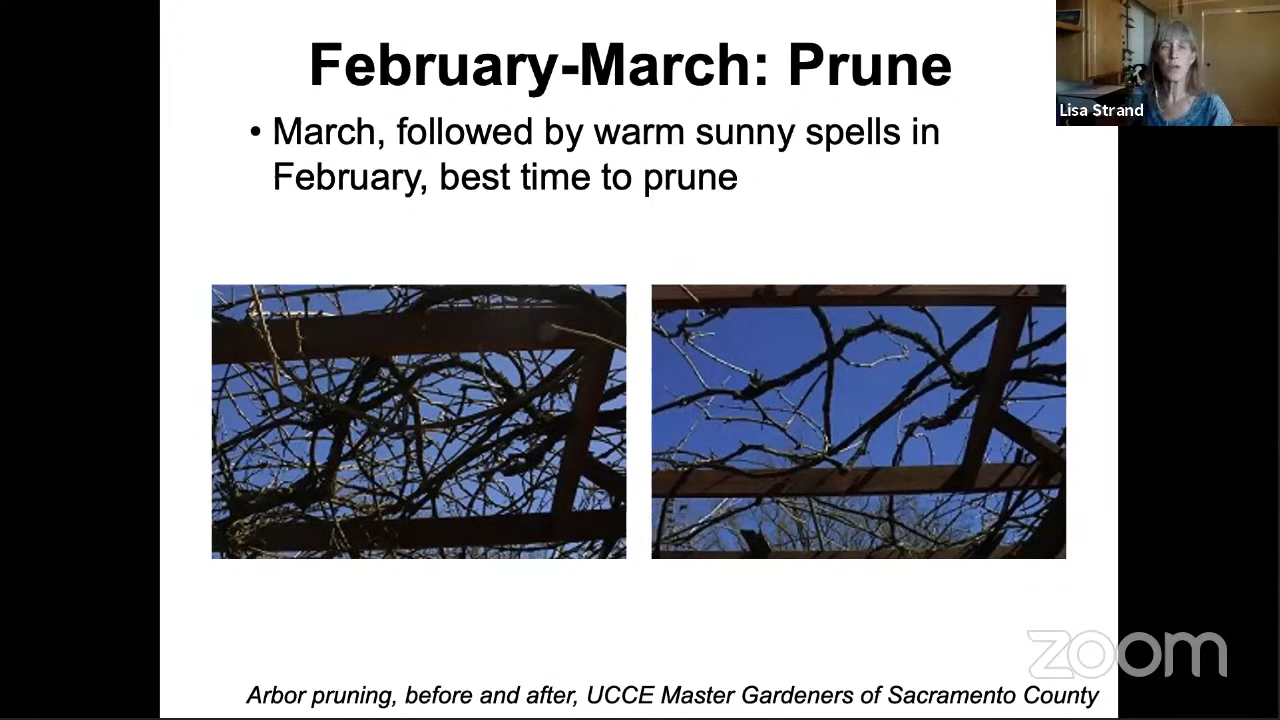 February-March: Prune
• March, followed by warm sunny spells in
February, best time to prune
Lisa Strand
zoom
Arbor pruning, before and after, UCCE Master Gardeners of Sacramento County